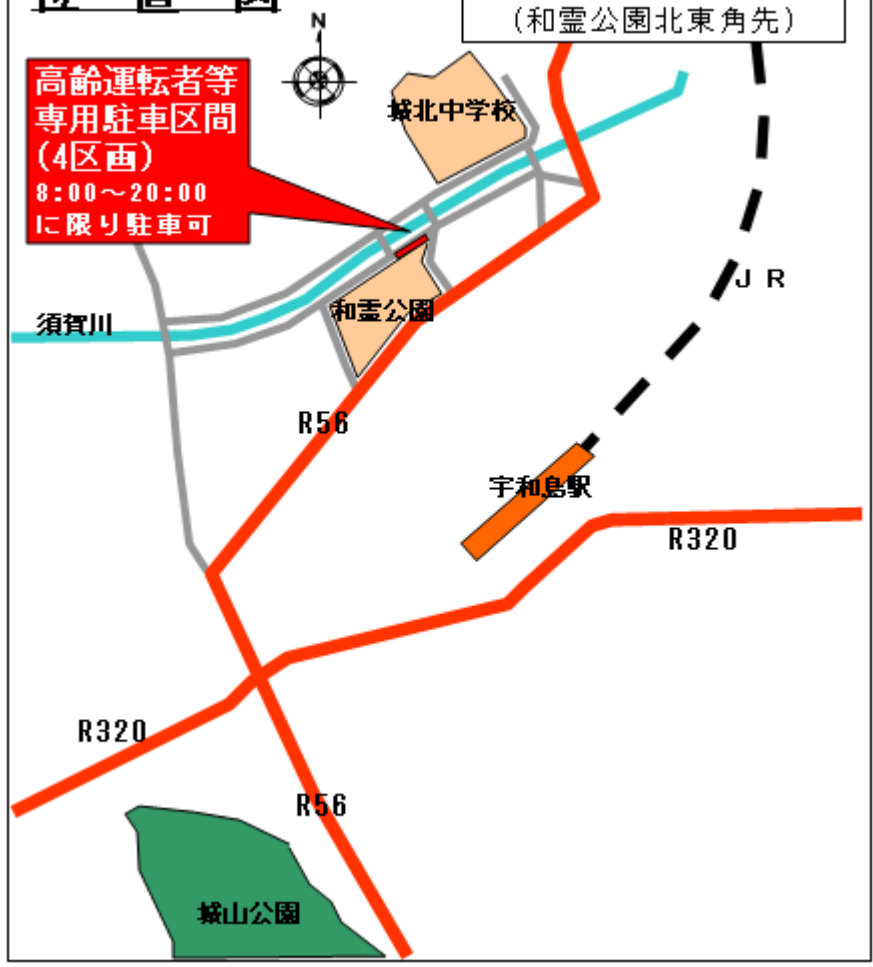 位 置 図
(和霊公園北東角先)
N
高齢運転者等
専用駐車区間
(4区画)
8:00~20:00
に限り駐車可
城北中学校
JR
須賀川
和霊公園
R56
宇和島駅
R320
R320
R56
城山公園